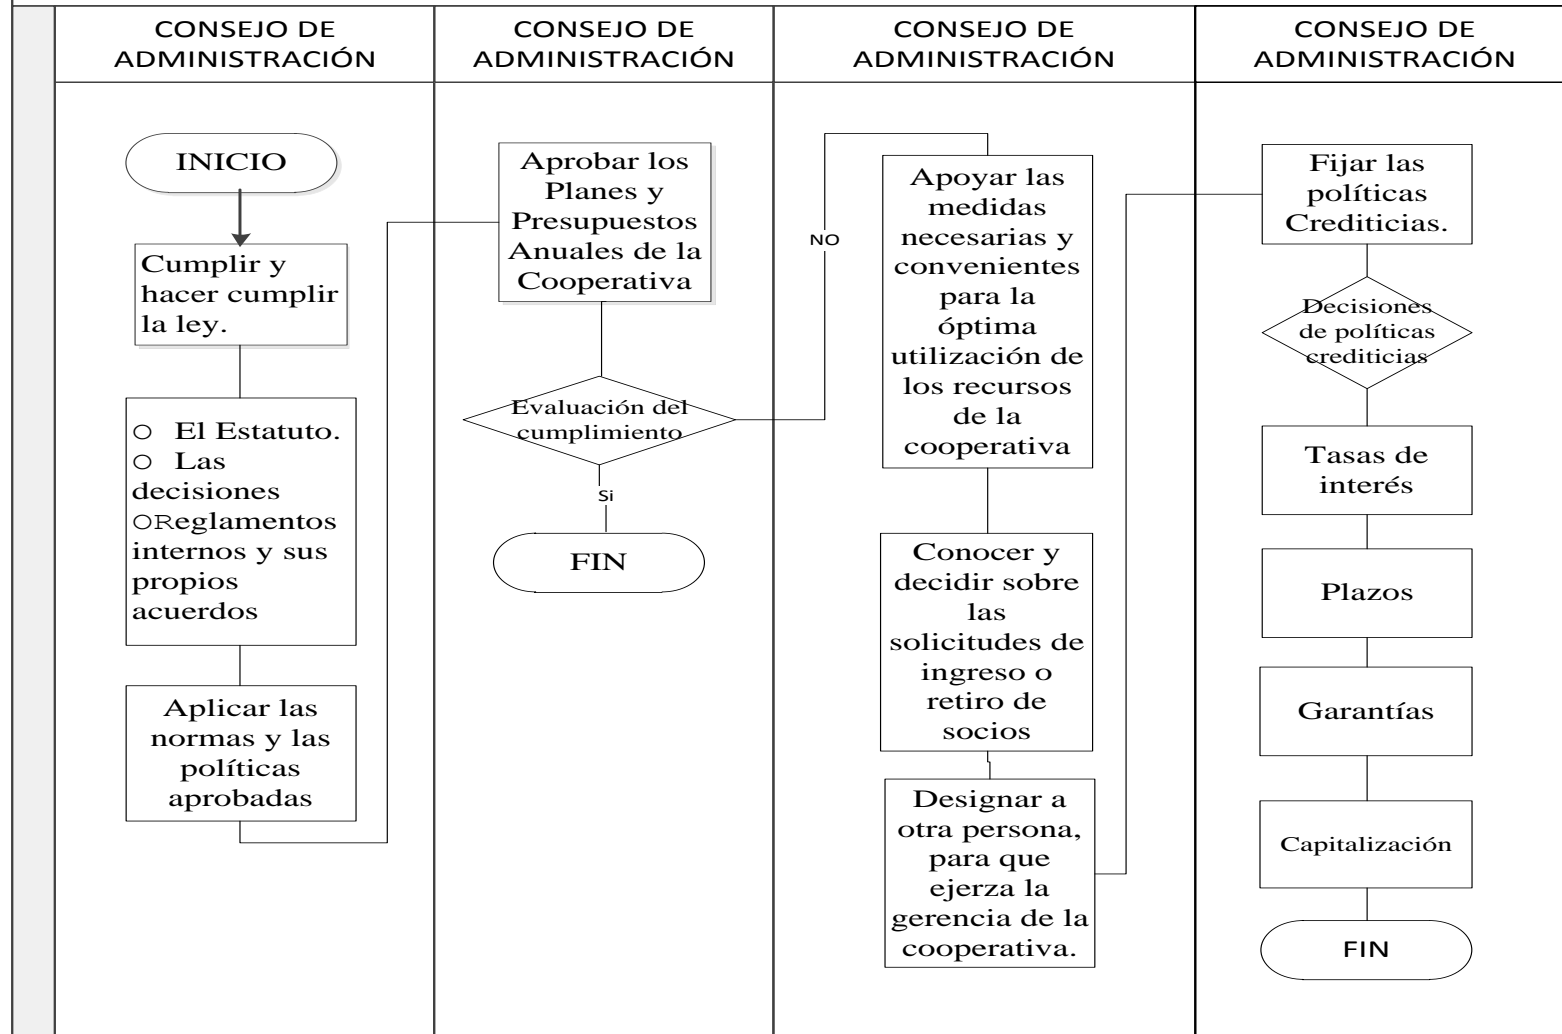 CONSEJO DE
ADMINISTRACIÓN
CONSEJO DE
ADMINISTRACIÓN
CONSEJO DE
ADMINISTRACIÓN
CONSEJO DE
ADMINISTRACIÓN
INICIO
Cumplir y
hacer cumplir
la ley.
○ El Estatuto.
○ Las
decisiones
○Reglamentos
internos y sus
propios
acuerdos
Aplicar las
normas y las
políticas
aprobadas
Aprobar los
Planes y
Presupuestos
Anuales de la
Cooperativa
Evaluación del
cumplimiento
Si
FIN
NO
Apoyar las
medidas
necesarias y
convenientes
para la
óptima
utilización de
los recursos
de la
cooperativa
Conocer y
decidir sobre
las
solicitudes de
ingreso o
retiro de
socios
Designar a
otra persona,
para que
ejerza la
gerencia de la
cooperativa.
Fijar las
políticas
Crediticias.
Decisiones
de políticas
crediticias
Tasas de
interés
Plazos
Garantías
Capitalización
FIN